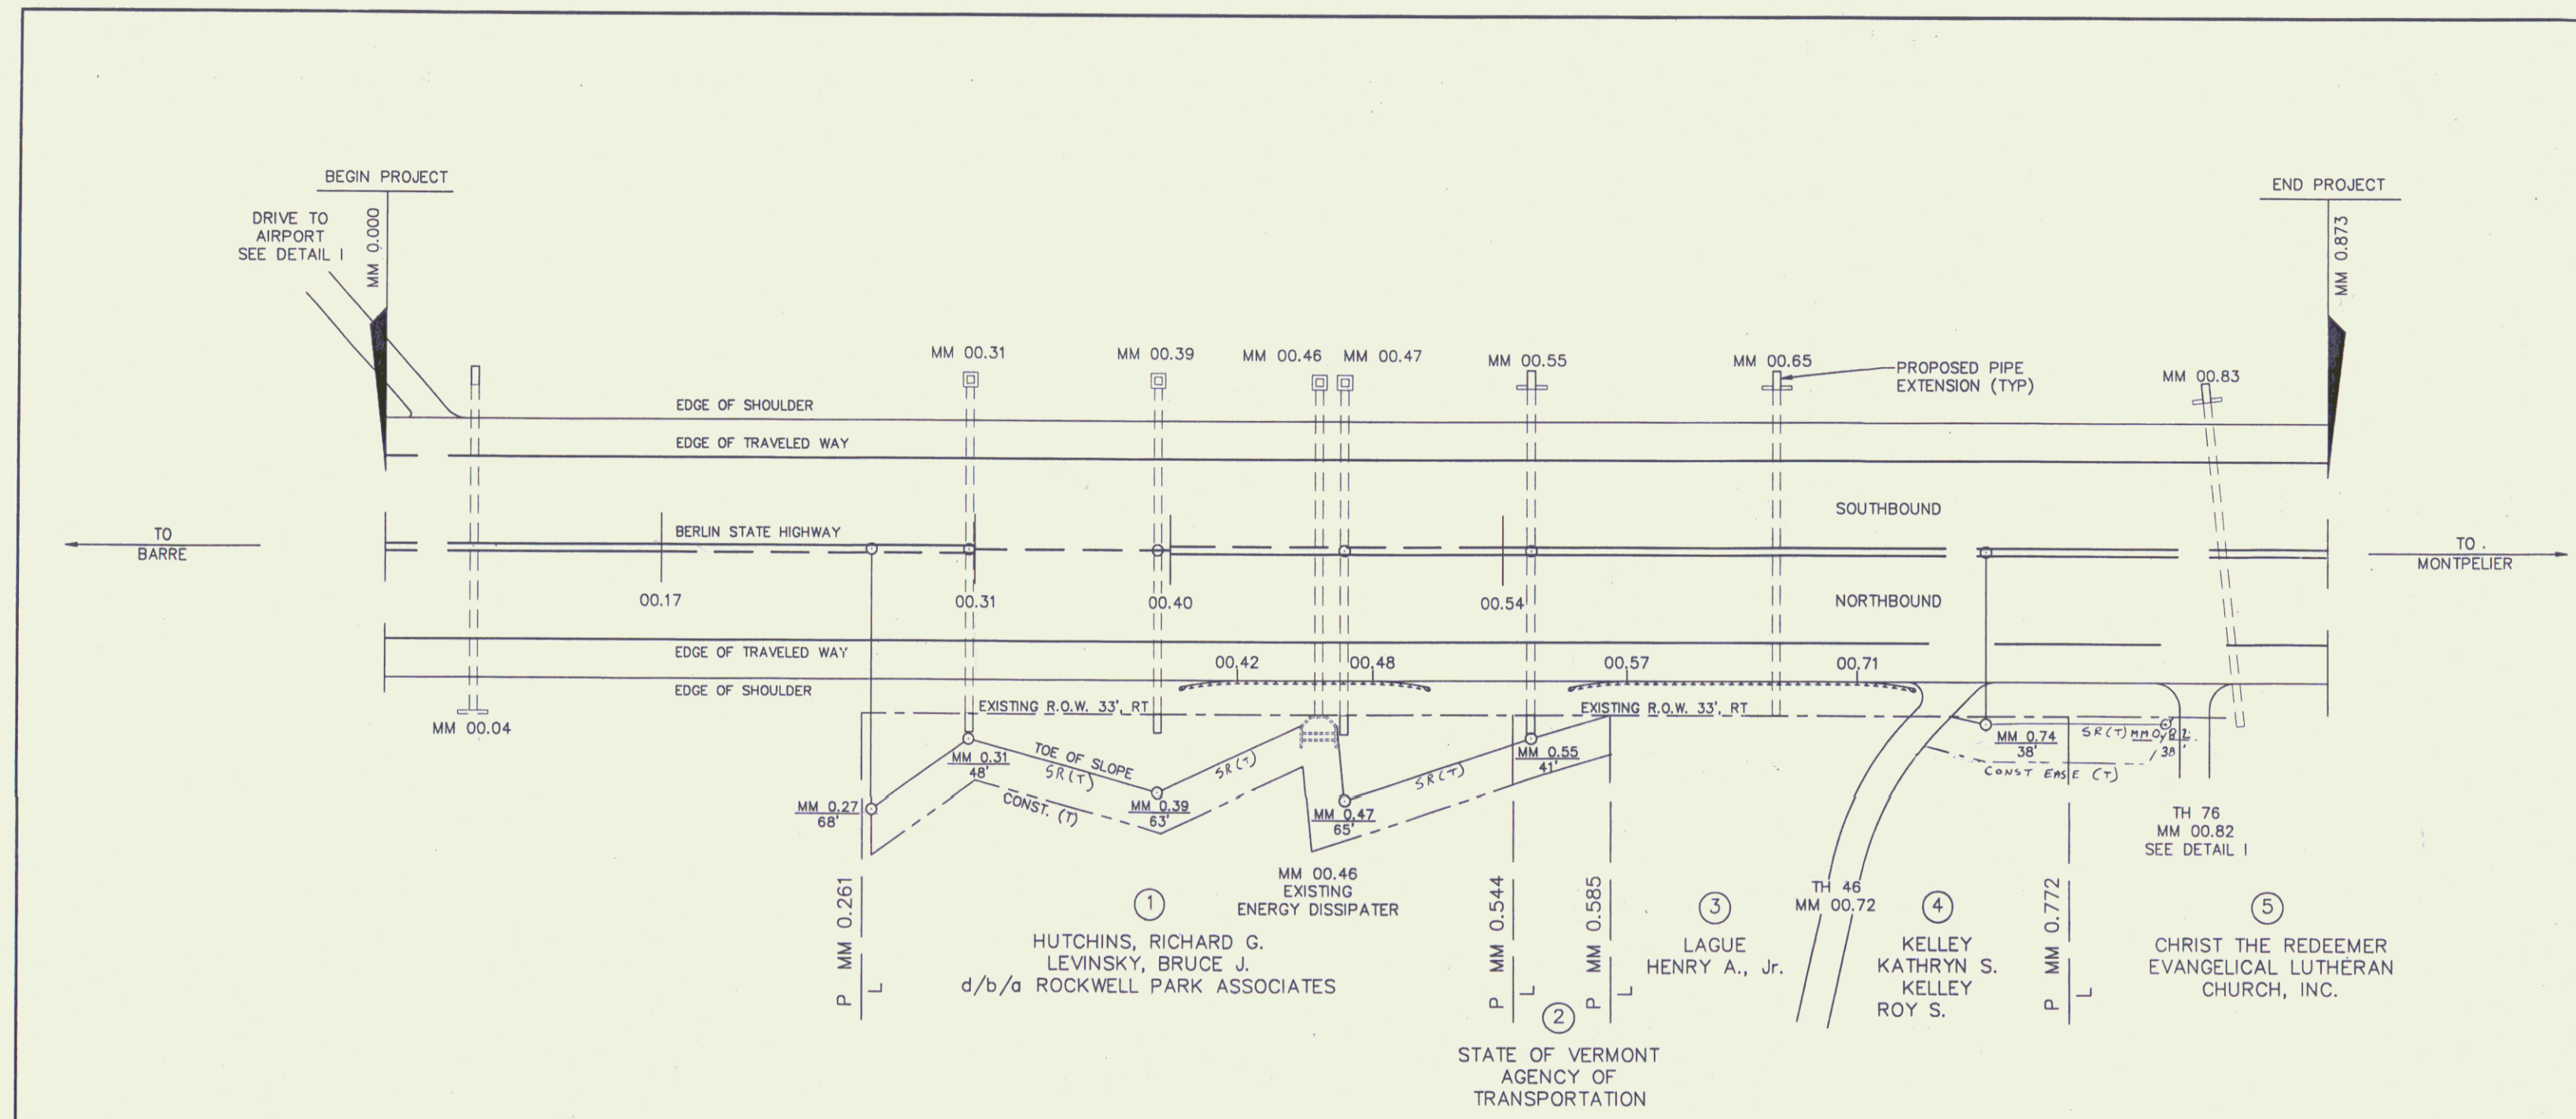 BEGIN PROJECT
END PROJECT
DRIVE TO
AIRPORT
SEE DETAIL I
MM 0.000
MM 0.873
MM 00.31
MM 00.39
MM 00.46
MM 00.47
MM 00.55
MM 00.65
PROPOSED PIPE
EXTENSION (TYP)
MM 00.83
EDGE OF SHOULDER
EDGE OF TRAVELED WAY
SOUTHBOUND
TO
BARRE
BERLIN STATE HIGHWAY
TO
MONTPELIER
00.17
00.31
00.40
00.54
NORTHBOUND
EDGE OF TRAVELED WAY
00.42
00.48
00.57
00.71
EDGE OF SHOULDER
MM 00.04
EXISTING R.O.W. 33', RT
EXISTING R.O.W. 33', RT
MM 0.31
48'
TOE OF SLOPE
SR(T)
SR(T)
SR(T)
MM 0.55
41'
MM 0.74
38'
SR(T)
38'
CONST EASE (T)
MM 0.27
68'
CONST. (T)
MM 0.39
63'
MM 0.47
65'
TH 76
MM 00.82
SEE DETAIL I
MM 00.46
EXISTING
ENERGY DISSIPATER
P L MM 0.261
1
HUTCHINS, RICHARD G.
LEVINSKY, BRUCE J.
d/b/a ROCKWELL PARK ASSOCIATES
P L MM 0.544
2
STATE OF VERMONT
AGENCY OF
TRANSPORTATION
P L MM 0.585
3
LAGUE
HENRY A., Jr.
TH 46
MM 00.72
4
KELLEY
KATHRYN S.
KELLEY
ROY S.
P L MM 0.772
5
CHRIST THE REDEEMER
EVANGELICAL LUTHERAN
CHURCH, INC.